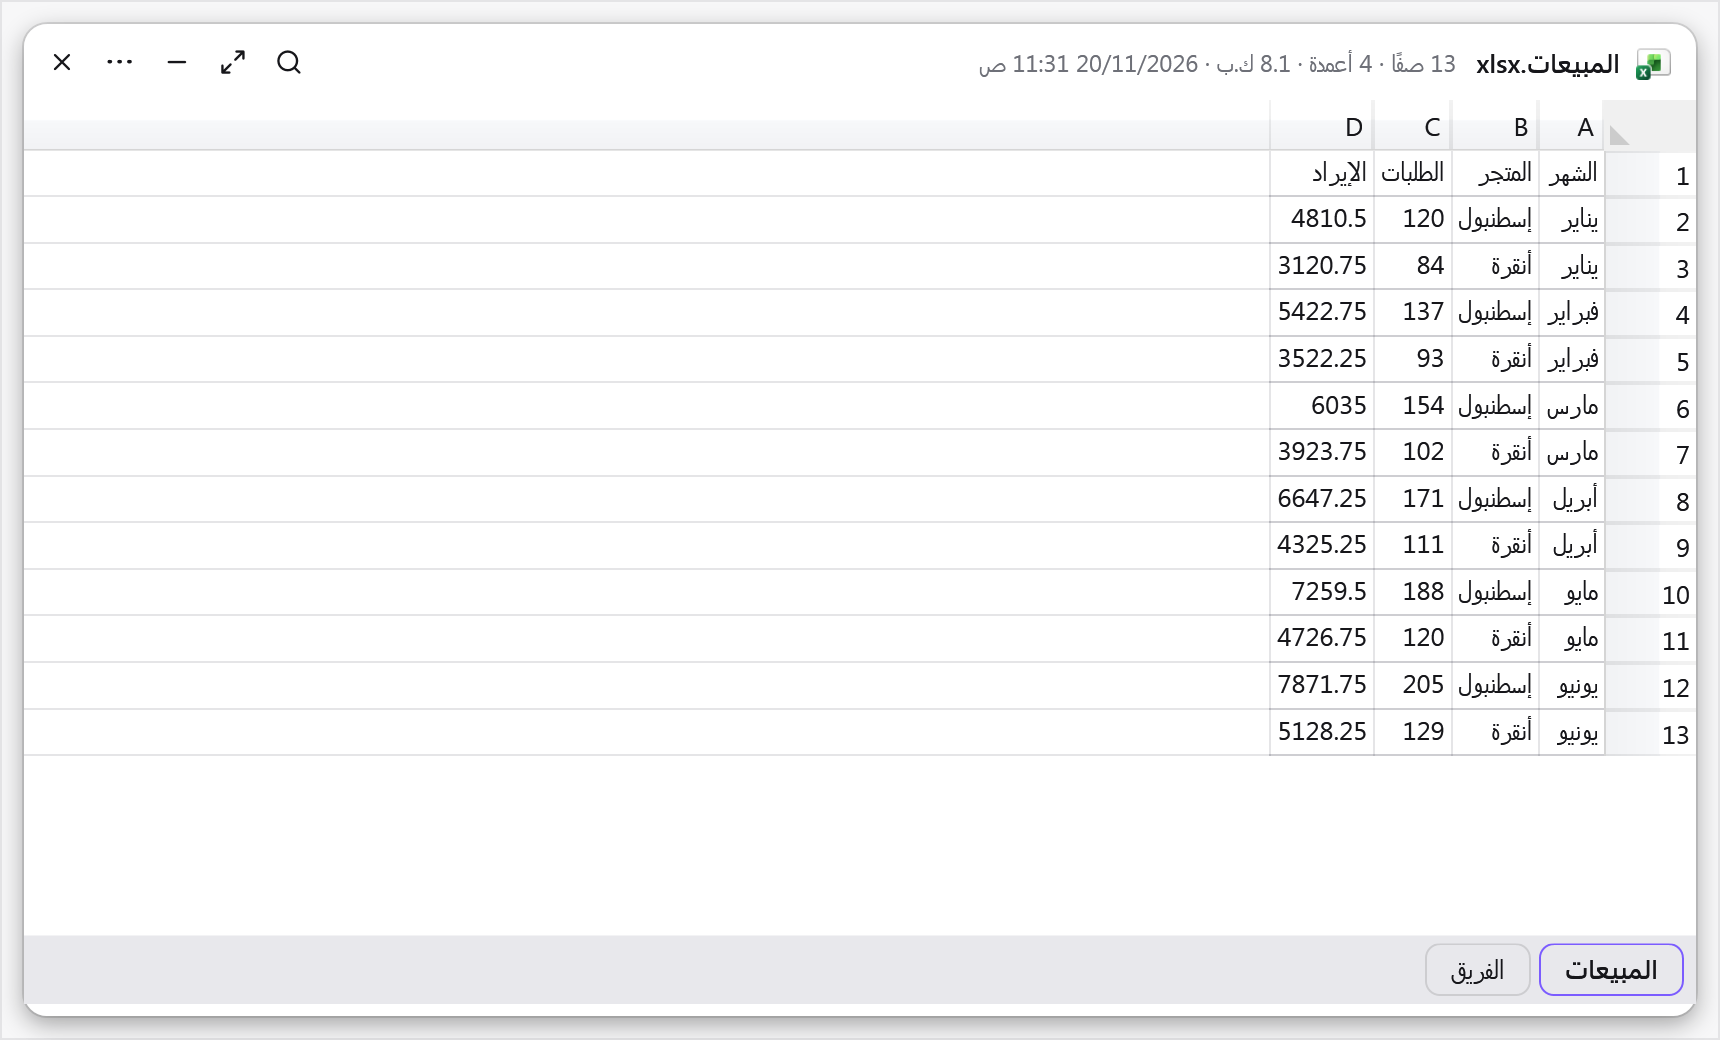 المبيعات.xlsx 13 صفًا · 4 أعمدة · 8.1 ك.ب · 20/11/2026 11:31 ص
A B C D
1 الشهر المتجر الطلبات الإيراد
2 يناير إسطنبول 120 4810.5
3 يناير أنقرة 84 3120.75
4 فبراير إسطنبول 137 5422.75
5 فبراير أنقرة 93 3522.25
6 مارس إسطنبول 154 6035
7 مارس أنقرة 102 3923.75
8 أبريل إسطنبول 171 6647.25
9 أبريل أنقرة 111 4325.25
10 مايو إسطنبول 188 7259.5
11 مايو أنقرة 120 4726.75
12 يونيو إسطنبول 205 7871.75
13 يونيو أنقرة 129 5128.25
المبيعات الفريق